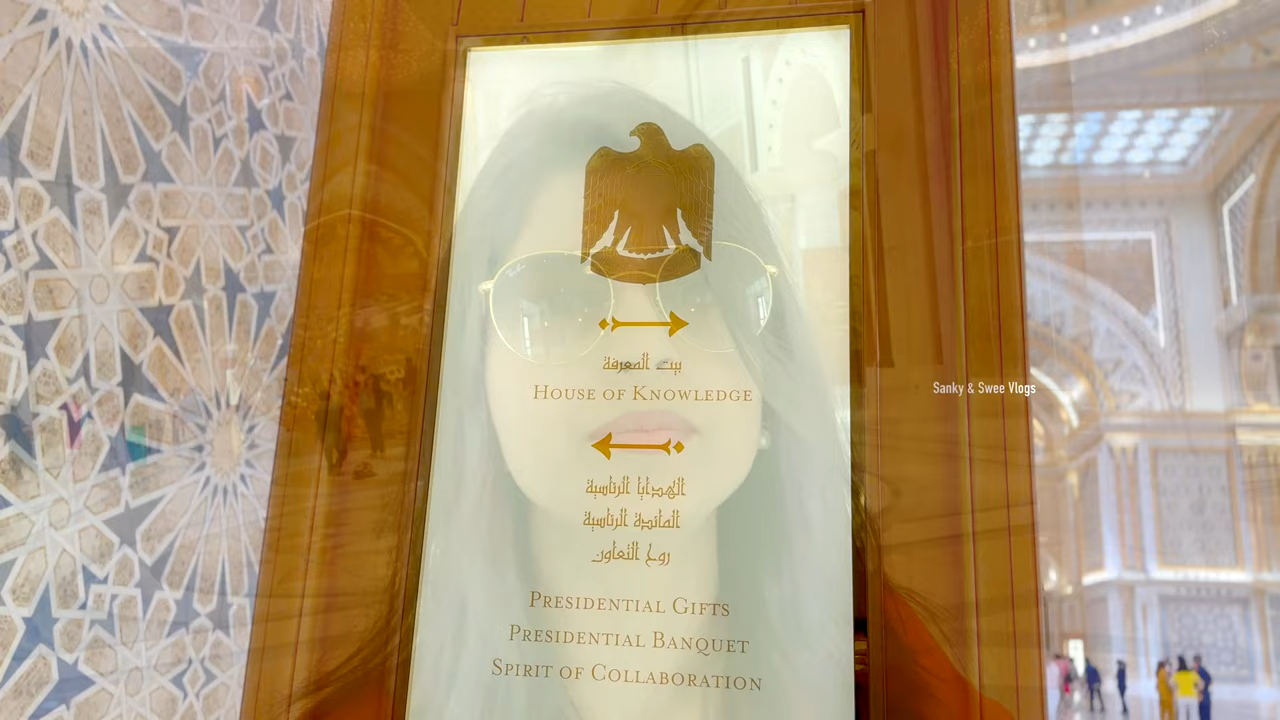 بيت المعرفة
HOUSE OF KNOWLEDGE
Sanky & Swee Vlogs
الهدايا الرئاسية
المائدة الرئاسية
روح التعاون
PRESIDENTIAL GIFTS
PRESIDENTIAL BANQUET
SPIRIT OF COLLABORATION